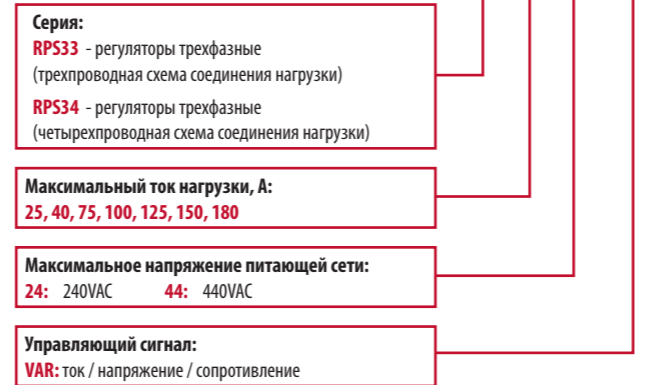 Серия:
RPS33 - регуляторы трехфазные
(трехпроводная схема соединения нагрузки)
RPS34 - регуляторы трехфазные
(четырехпроводная схема соединения нагрузки)
Максимальный ток нагрузки, А:
25, 40, 75, 100, 125, 150, 180
Максимальное напряжение питающей сети:
24: 240VAC 44: 440VAC
Управляющий сигнал:
VAR: ток / напряжение / сопротивление